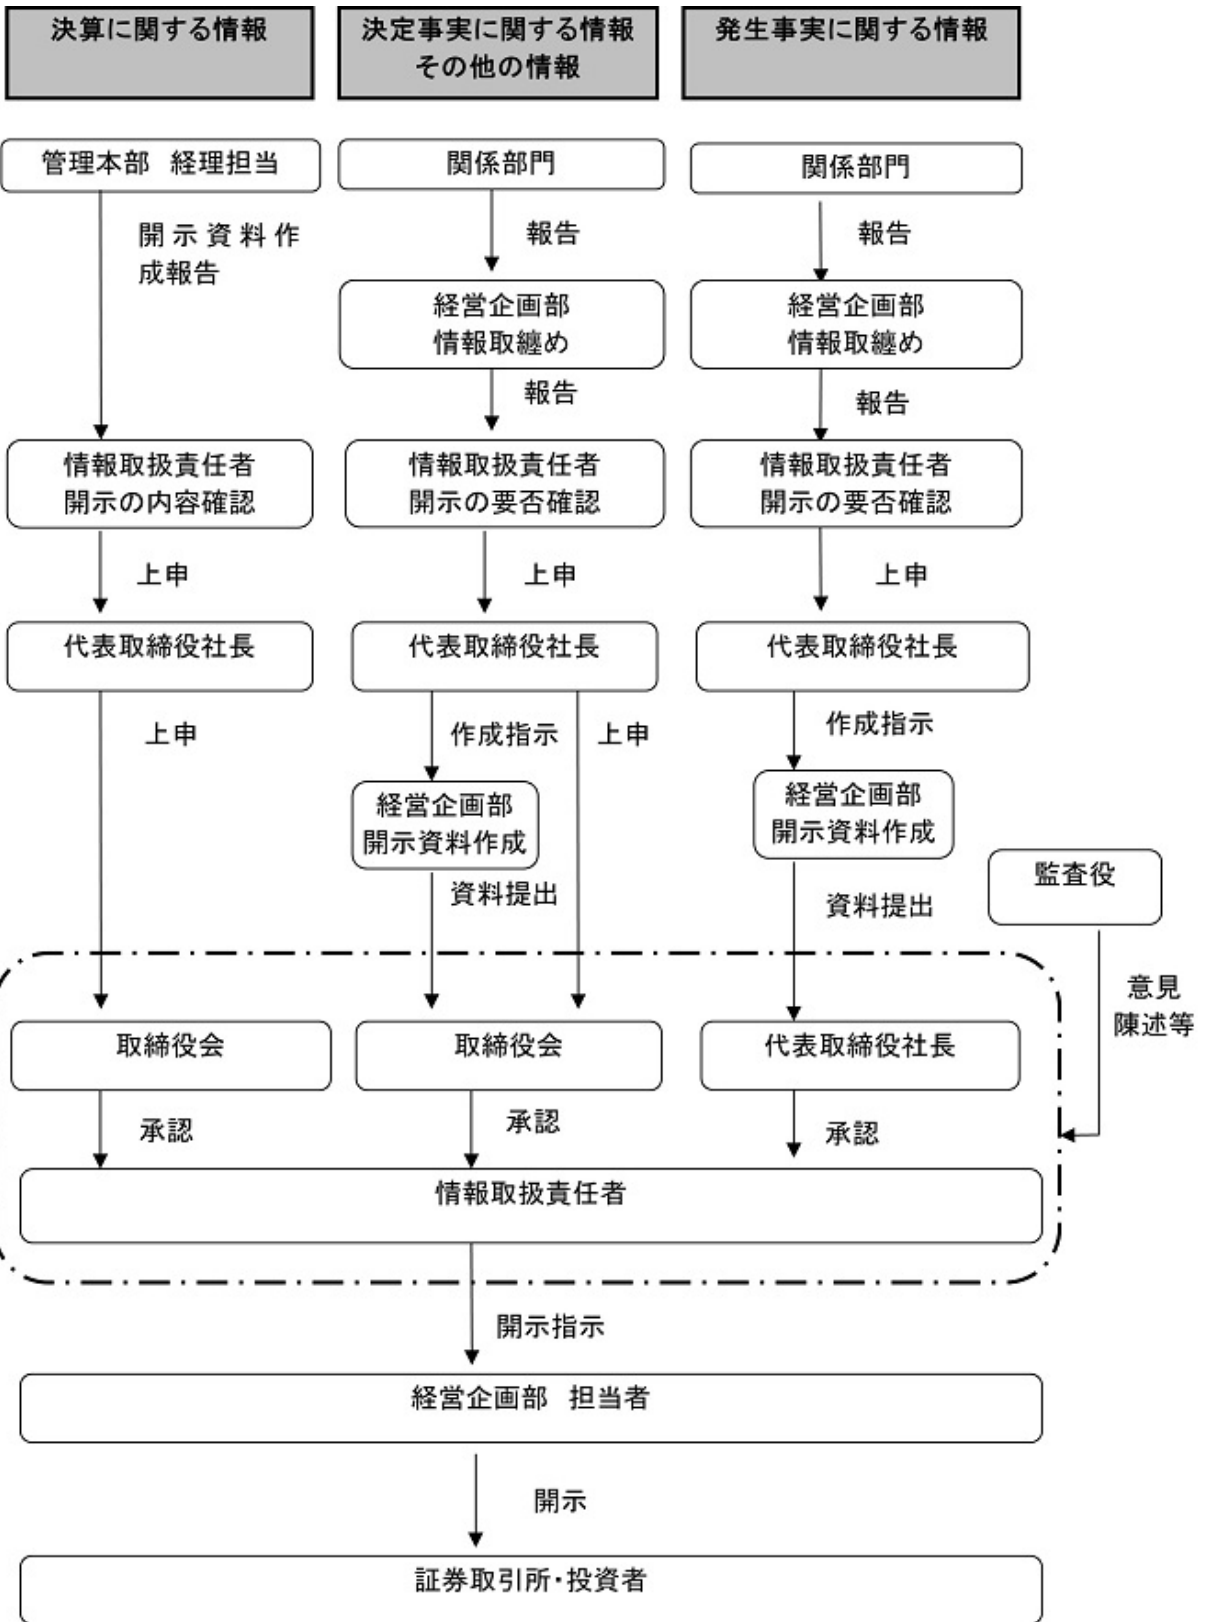 決算に関する情報
決定事実に関する情報
その他の情報
発生事実に関する情報
管理本部 経理担当
関係部門
関係部門
開示資料作
成報告
報告
報告
経営企画部
情報取纏め
経営企画部
情報取纏め
報告
報告
情報取扱責任者
開示の内容確認
情報取扱責任者
開示の要否確認
情報取扱責任者
開示の要否確認
上申
上申
上申
代表取締役社長
代表取締役社長
代表取締役社長
上申
作成指示
上申
作成指示
経営企画部
開示資料作成
経営企画部
開示資料作成
監査役
資料提出
資料提出
意見
陳述等
取締役会
取締役会
代表取締役社長
承認
承認
承認
情報取扱責任者
開示指示
経営企画部 担当者
開示
証券取引所・投資者